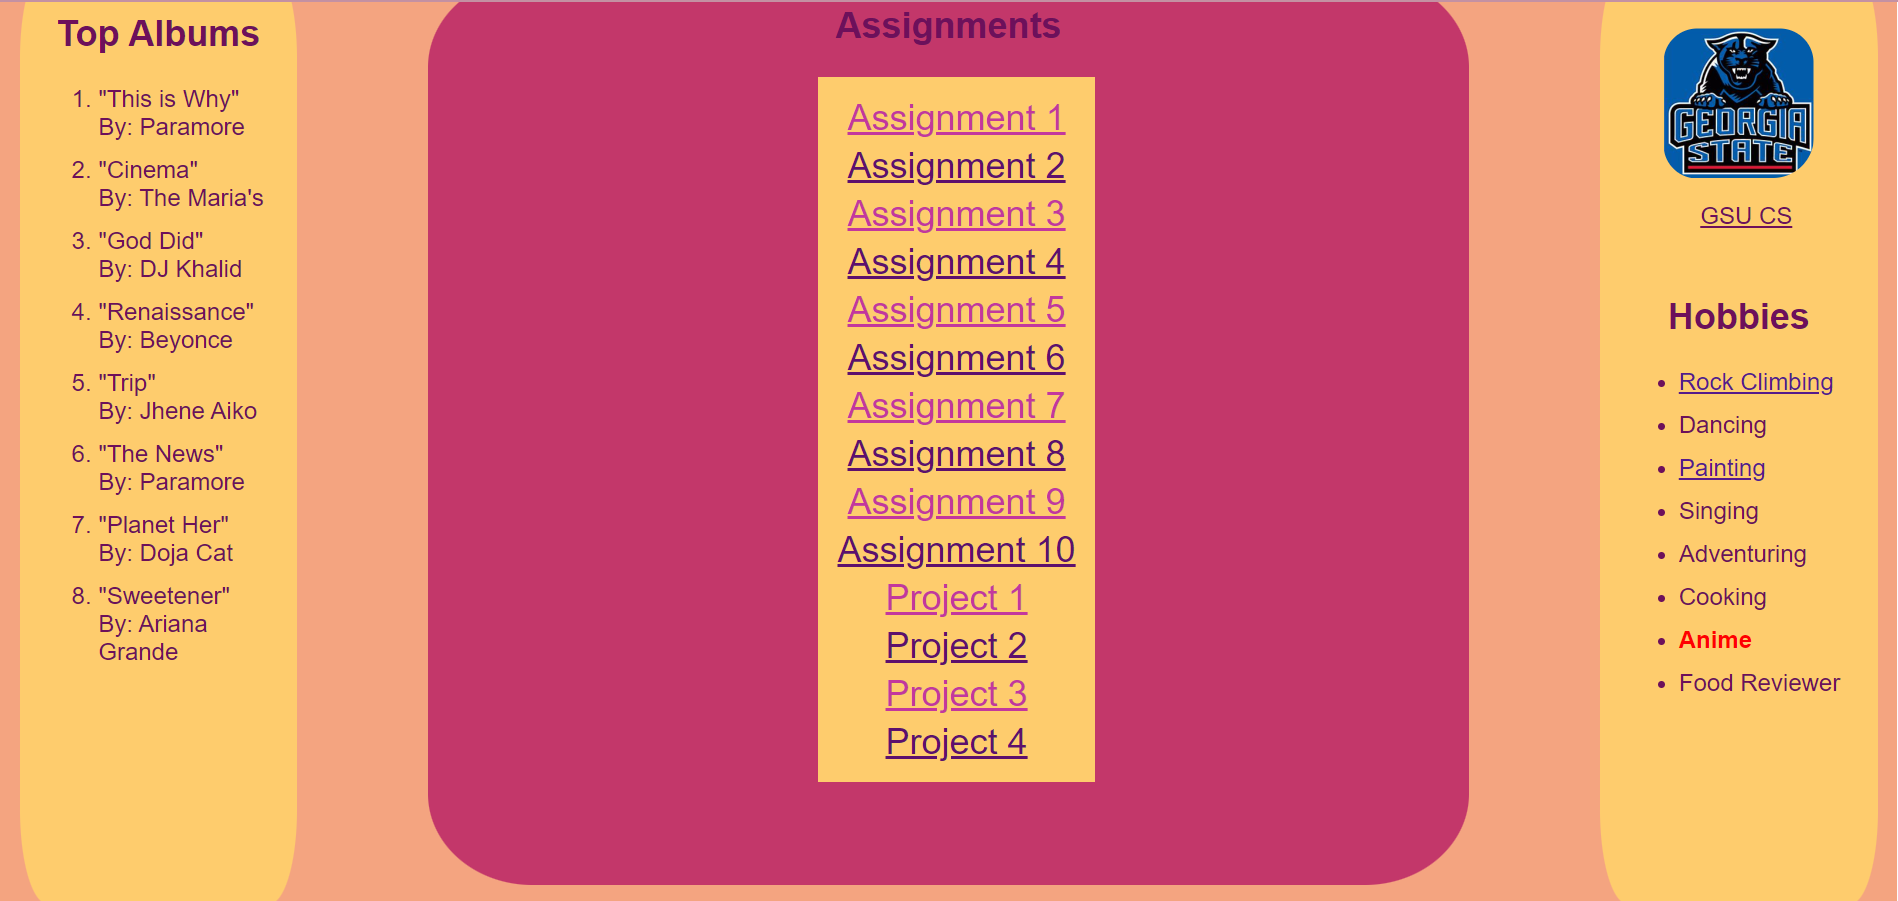 Top Albums
1. "This is Why"
By: Paramore
2. "Cinema"
By: The Maria's
3. "God Did"
By: DJ Khalid
4. "Renaissance"
By: Beyonce
5. "Trip"
By: Jhene Aiko
6. "The News"
By: Paramore
7. "Planet Her"
By: Doja Cat
8. "Sweetener"
By: Ariana
Grande
Assignments
Assignment 1
Assignment 2
Assignment 3
Assignment 4
Assignment 5
Assignment 6
Assignment 7
Assignment 8
Assignment 9
Assignment 10
Project 1
Project 2
Project 3
Project 4
GEORGIA
STATE
GSU CS
Hobbies
• Rock Climbing
• Dancing
• Painting
• Singing
• Adventuring
• Cooking
• Anime
• Food Reviewer